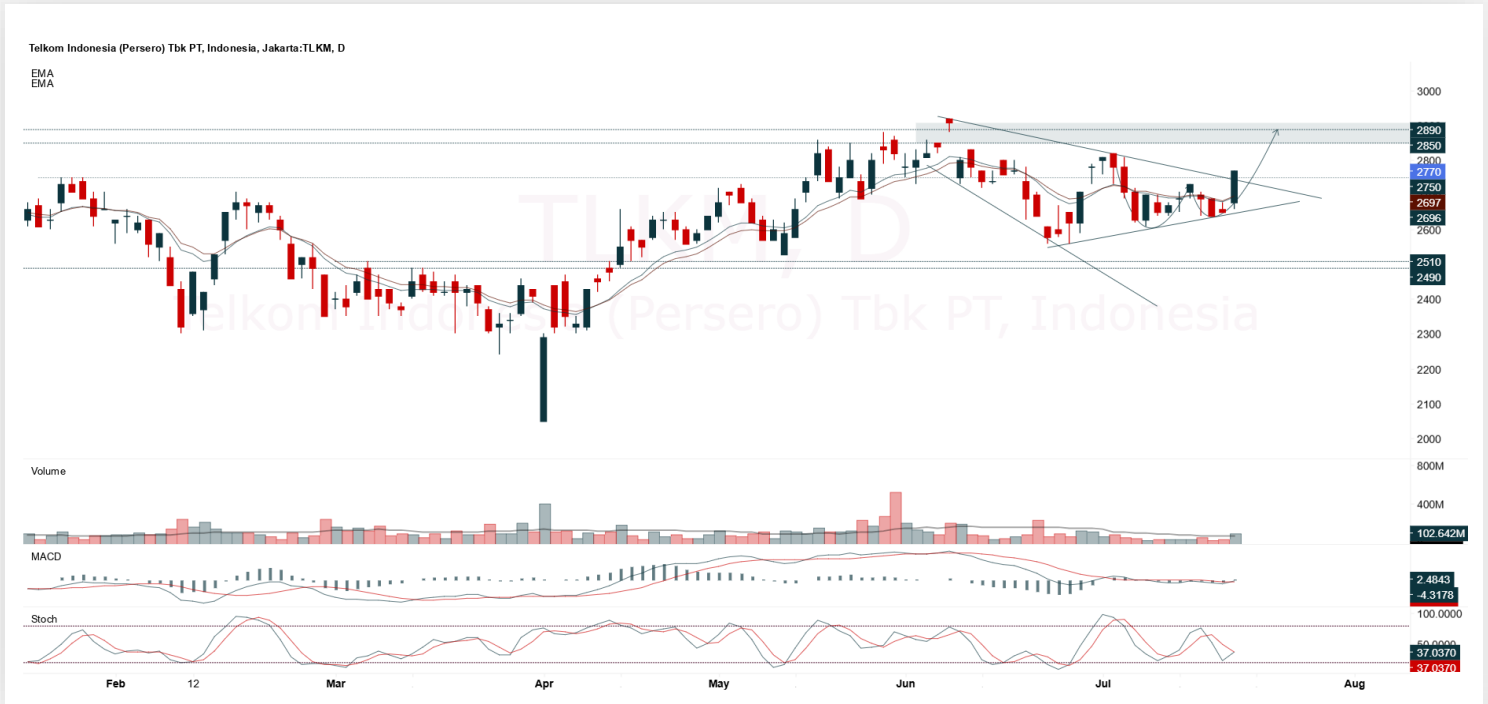 Telkom Indonesia (Persero) Tbk PT, Indonesia, Jakarta:TLKM, D
EMA
EMA
TLKM, D
Telkom Indonesia (Persero) Tbk PT, Indonesia
3000
2890
2850
2800
2770
2750
2697
2696
2600
2510
2490
2400
2300
2200
2100
2000
Volume
800M
400M
102.642M
MACD
2.4843
-4.3178
Stoch
100.0000
50.0000
37.0370
37.0370
Feb 12 Mar Apr May Jun Jul Aug